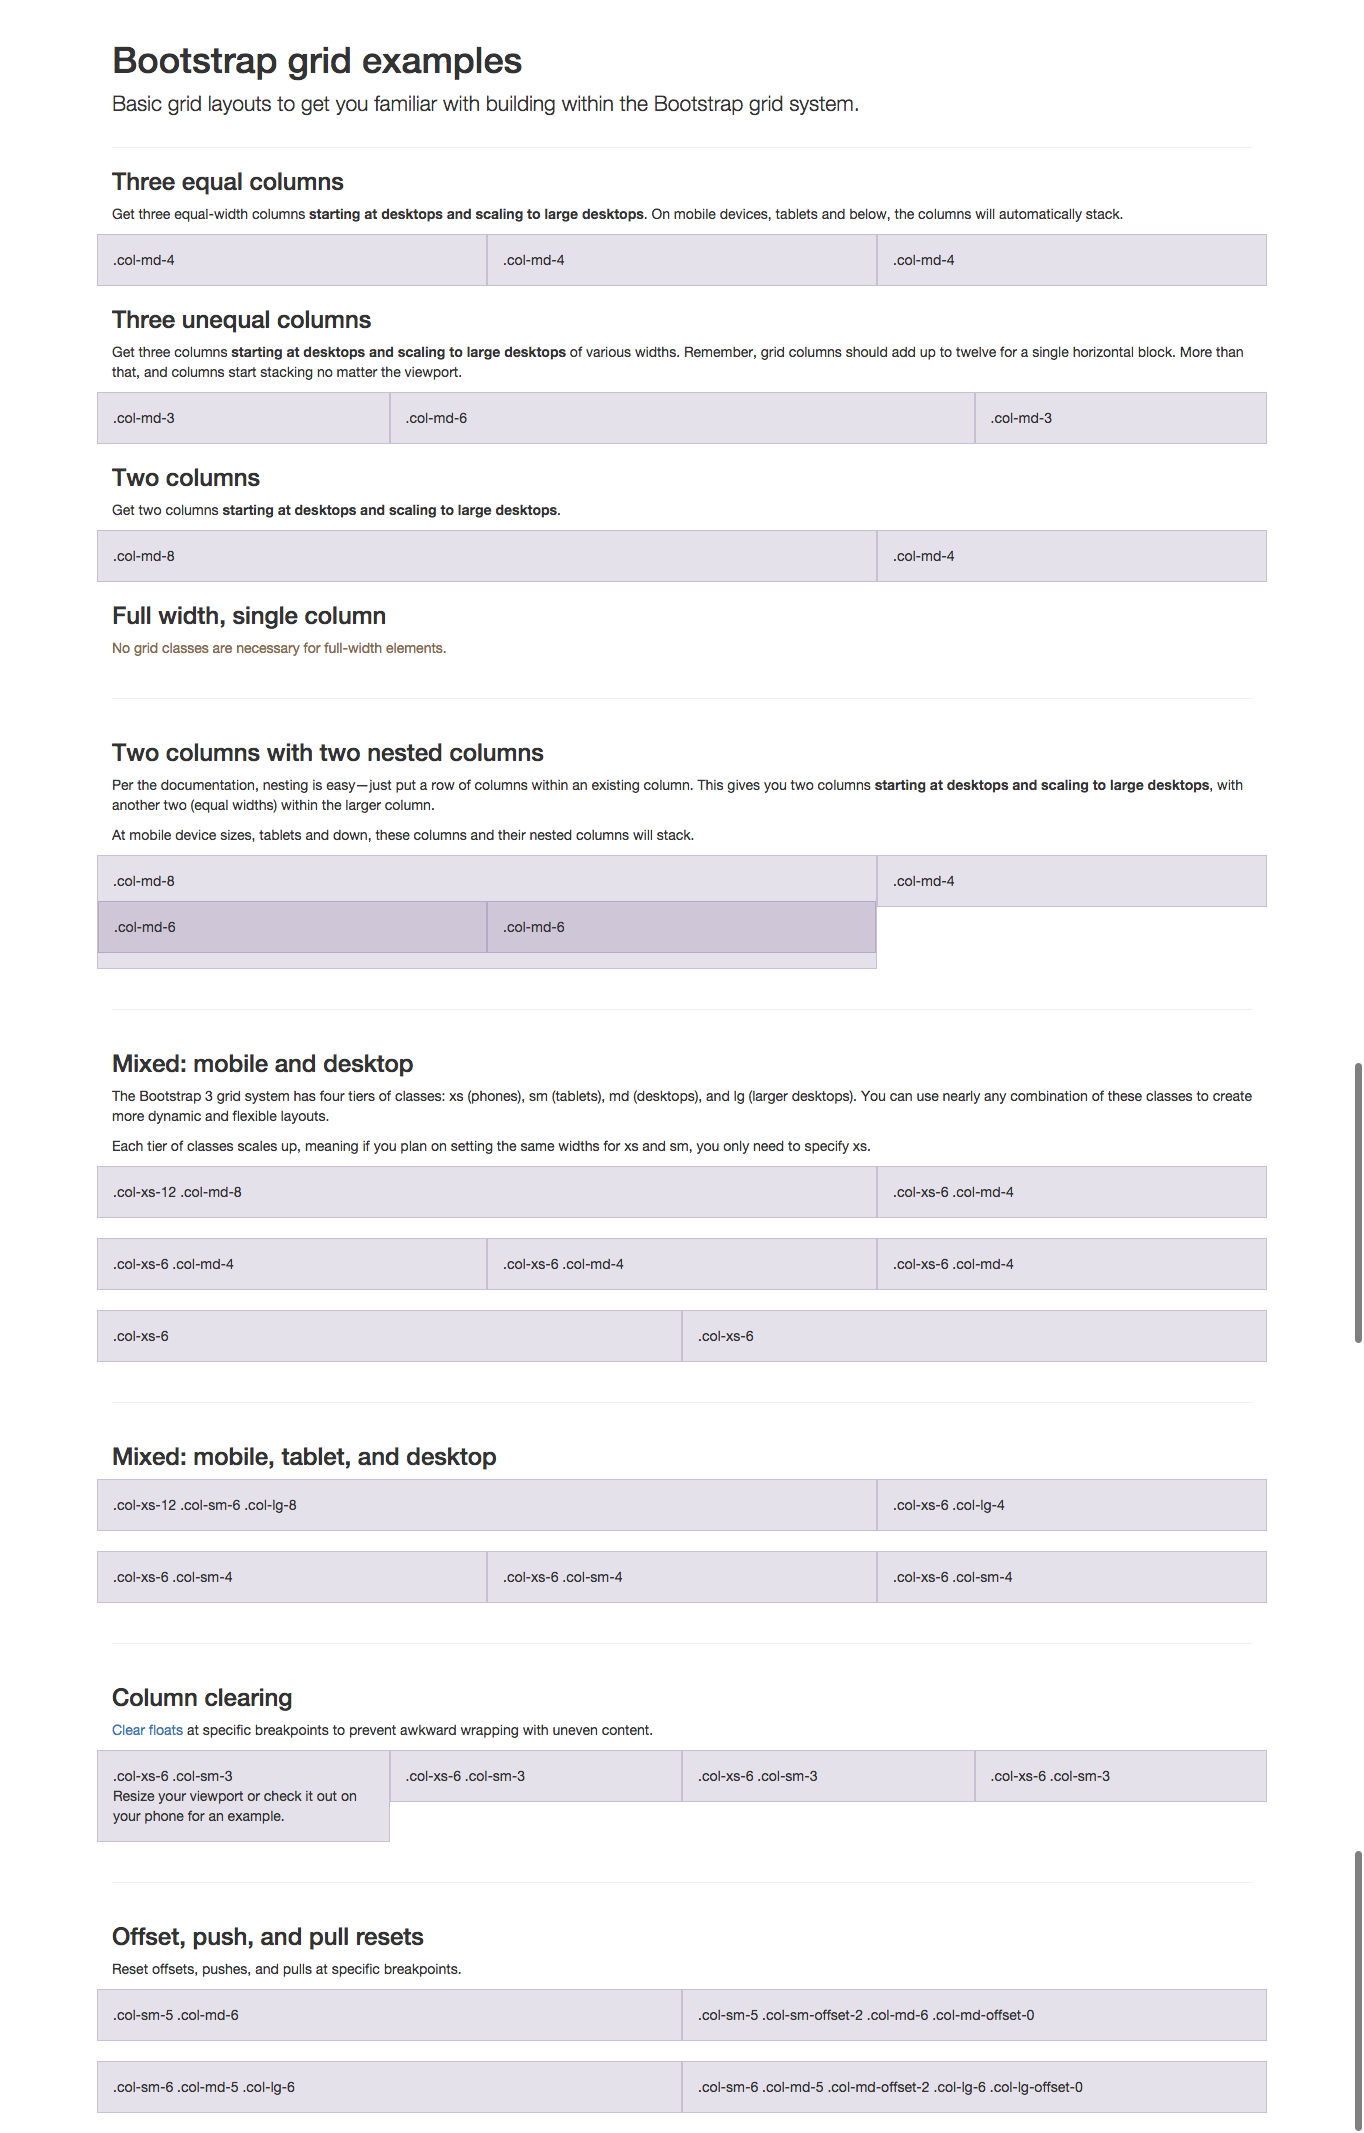 Bootstrap grid examples
Basic grid layouts to get you familiar with building within the Bootstrap grid system.
Three equal columns
Get three equal-width columns starting at desktops and scaling to large desktops. On mobile devices, tablets and below, the columns will automatically stack.
.col-md-4 .col-md-4 .col-md-4
Three unequal columns
Get three columns starting at desktops and scaling to large desktops of various widths. Remember, grid columns should add up to twelve for a single horizontal block. More than
that, and columns start stacking no matter the viewport.
.col-md-3 .col-md-6 .col-md-3
Two columns
Get two columns starting at desktops and scaling to large desktops.
.col-md-8 .col-md-4
Full width, single column
No grid classes are necessary for full-width elements.
Two columns with two nested columns
Per the documentation, nesting is easy—just put a row of columns within an existing column. This gives you two columns starting at desktops and scaling to large desktops, with
another two (equal widths) within the larger column.
At mobile device sizes, tablets and down, these columns and their nested columns will stack.
.col-md-8 .col-md-4
.col-md-6 .col-md-6
Mixed: mobile and desktop
The Bootstrap 3 grid system has four tiers of classes: xs (phones), sm (tablets), md (desktops), and lg (larger desktops). You can use nearly any combination of these classes to create
more dynamic and flexible layouts.
Each tier of classes scales up, meaning if you plan on setting the same widths for xs and sm, you only need to specify xs.
.col-xs-12 .col-md-8 .col-xs-6 .col-md-4
.col-xs-6 .col-md-4 .col-xs-6 .col-md-4 .col-xs-6 .col-md-4
.col-xs-6 .col-xs-6
Mixed: mobile, tablet, and desktop
.col-xs-12 .col-sm-6 .col-lg-8 .col-xs-6 .col-lg-4
.col-xs-6 .col-sm-4 .col-xs-6 .col-sm-4 .col-xs-6 .col-sm-4
Column clearing
Clear floats at specific breakpoints to prevent awkward wrapping with uneven content.
.col-xs-6 .col-sm-3 .col-xs-6 .col-sm-3 .col-xs-6 .col-sm-3 .col-xs-6 .col-sm-3
Resize your viewport or check it out on
your phone for an example.
Offset, push, and pull resets
Reset offsets, pushes, and pulls at specific breakpoints.
.col-sm-5 .col-md-6 .col-sm-5 .col-sm-offset-2 .col-md-6 .col-md-offset-0
.col-sm-6 .col-md-5 .col-lg-6 .col-sm-6 .col-md-5 .col-md-offset-2 .col-lg-6 .col-lg-offset-0